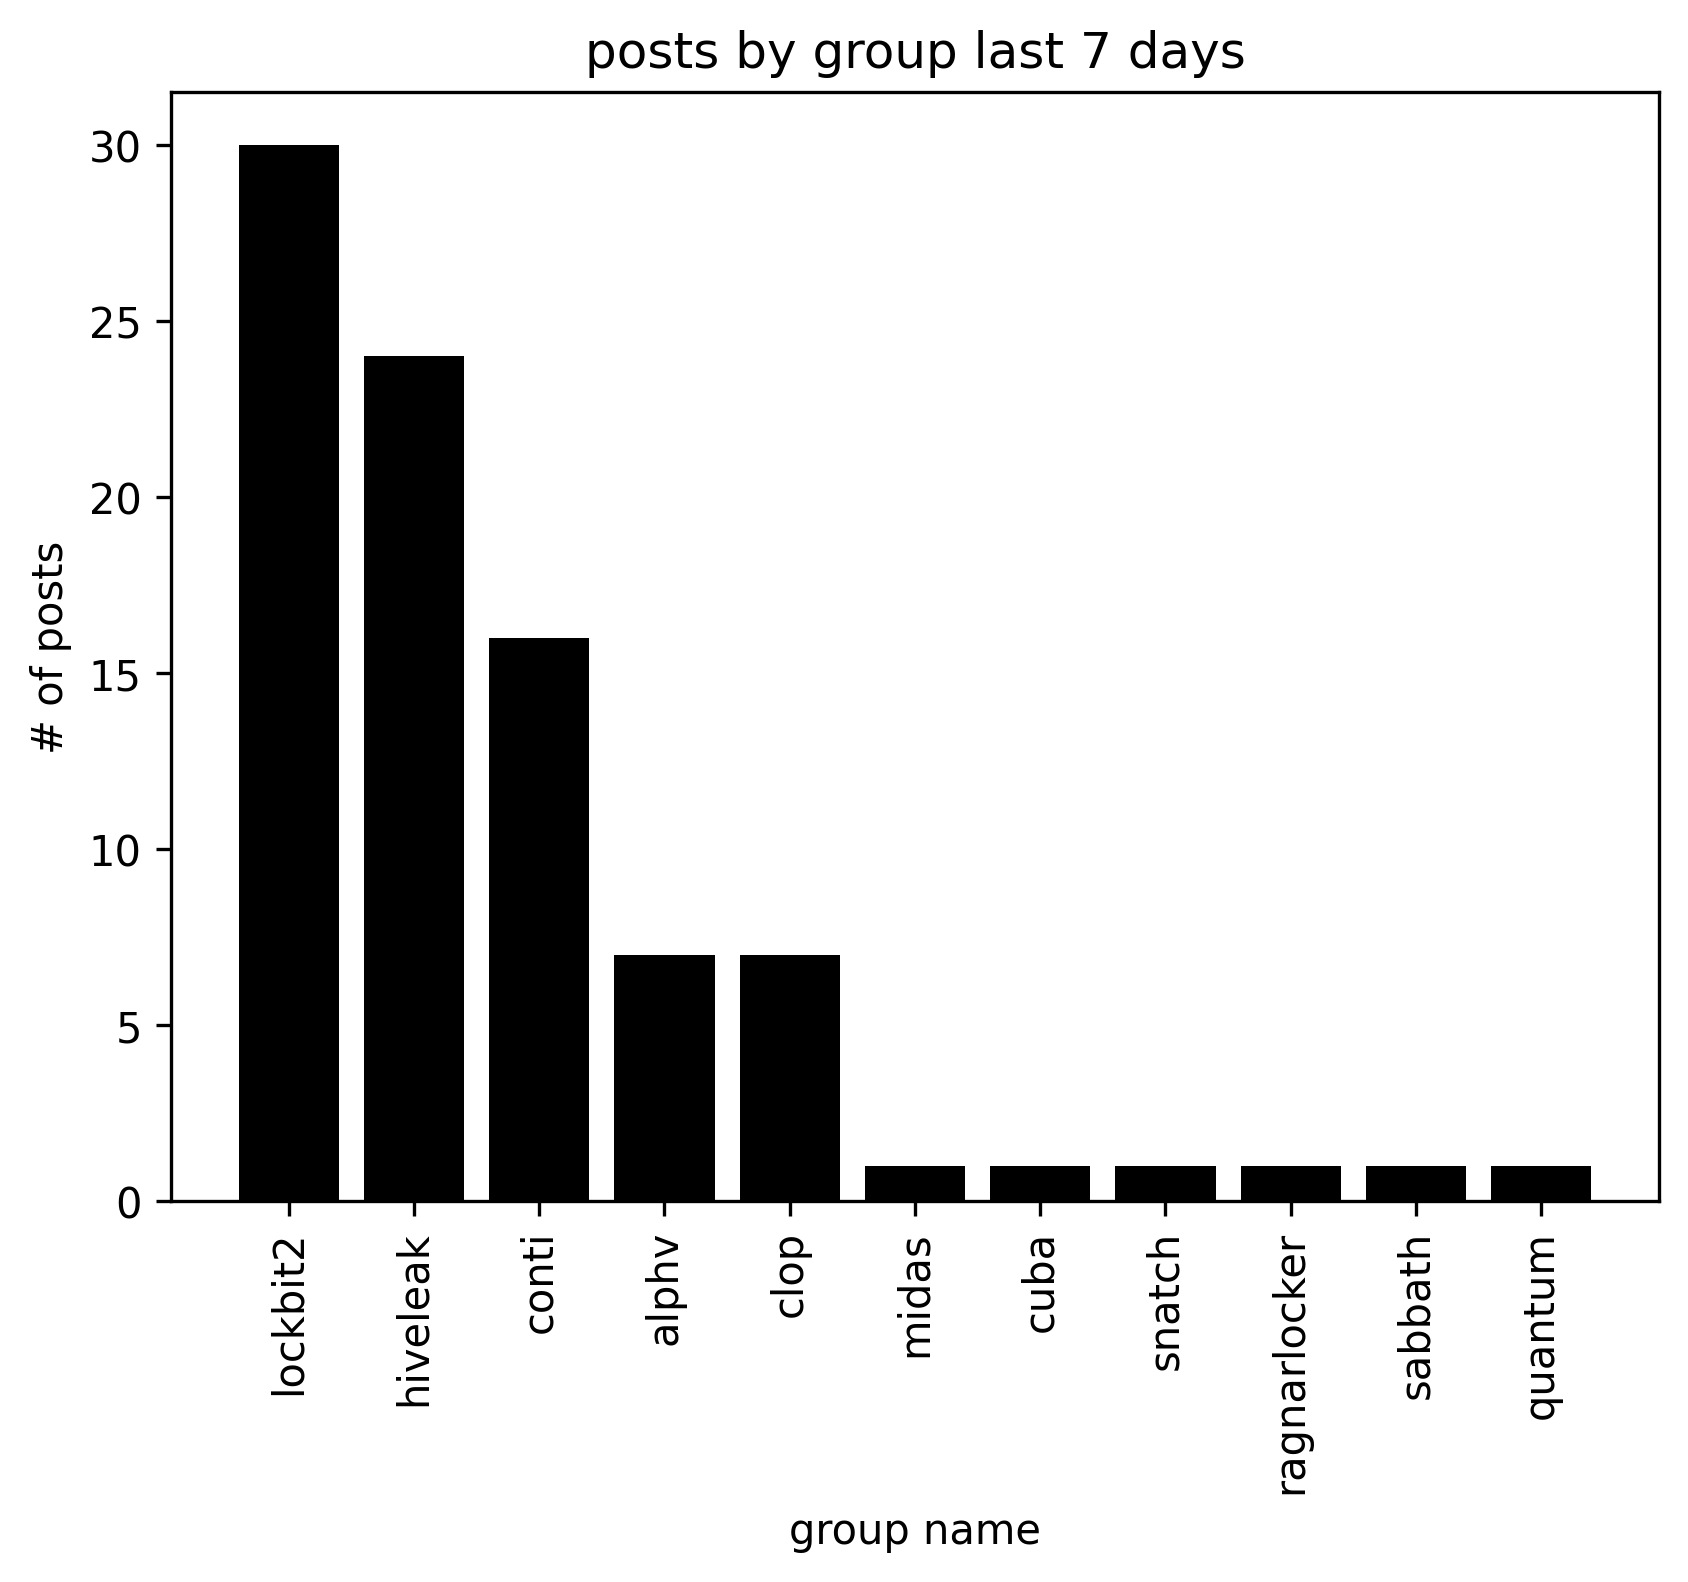 posts by group last 7 days
# of posts
30
25
20
15
10
5
0
lockbit2
hiveleak
conti
alphv
clop
midas
cuba
snatch
ragnarlocker
sabbath
quantum
group name